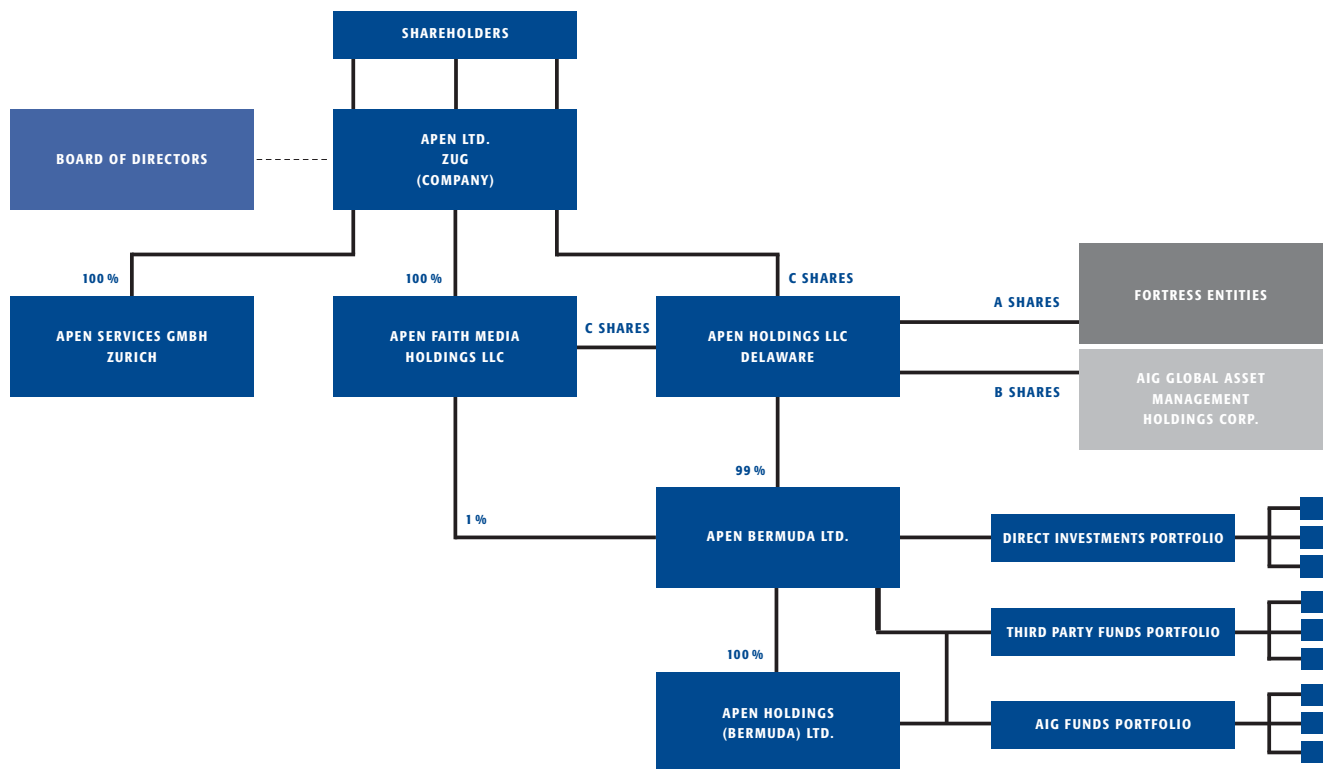 SHAREHOLDERS
BOARD OF DIRECTORS
APEN LTD.
ZUG
(COMPANY)
100 %
100 %
C SHARES
APEN SERVICES GMBH
ZURICH
APEN FAITH MEDIA
HOLDINGS LLC
C SHARES
APEN HOLDINGS LLC
DELAWARE
A SHARES
FORTRESS ENTITIES
B SHARES
AIG GLOBAL ASSET
MANAGEMENT
HOLDINGS CORP.
99 %
1 %
APEN BERMUDA LTD.
DIRECT INVESTMENTS PORTFOLIO
THIRD PARTY FUNDS PORTFOLIO
100 %
APEN HOLDINGS
(BERMUDA) LTD.
AIG FUNDS PORTFOLIO